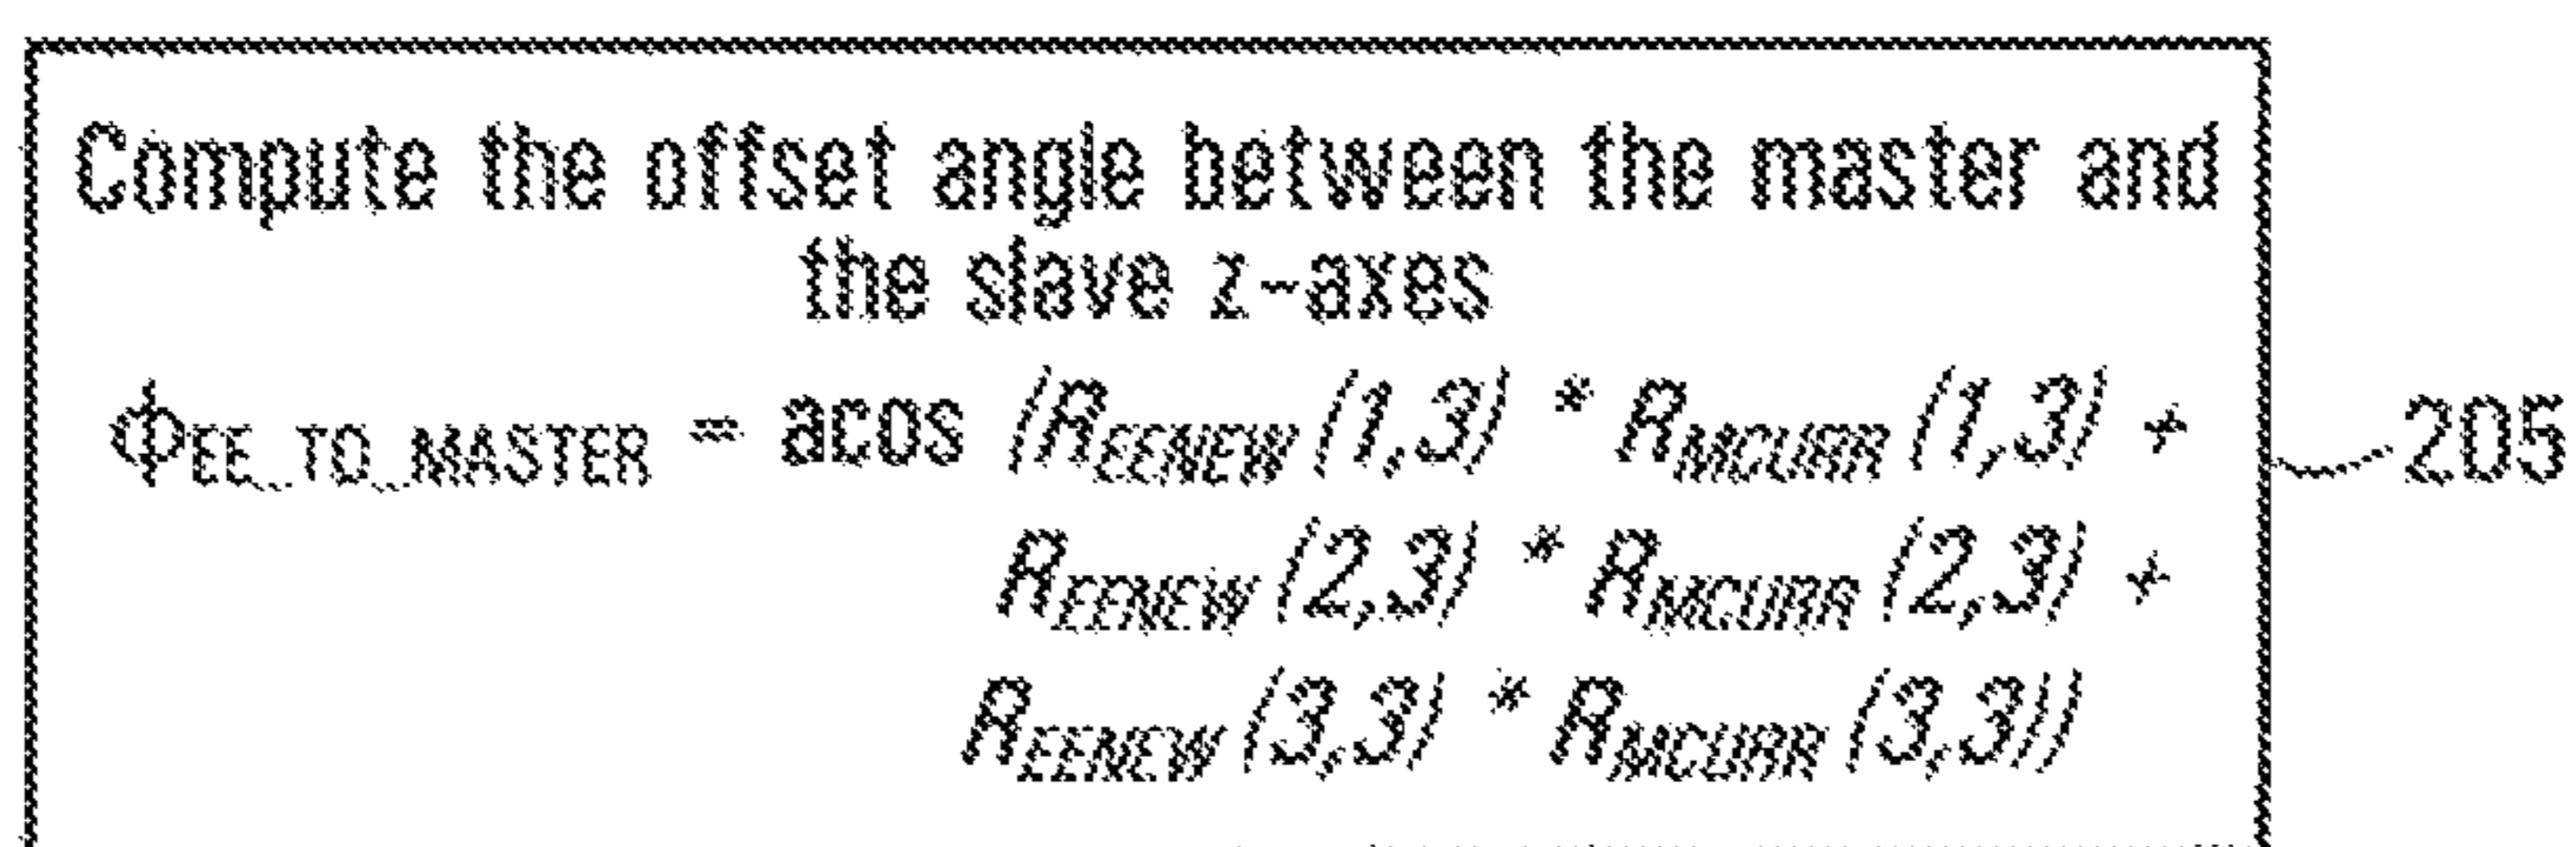 Compute the offset angle between the master and
the slave z-axes
ΦEE_TO_MASTER = acos (REENEW (1,3) * RMCURR (1,3) +
205
REENEW (2,3) * RMCURR (2,3) +
REENEW (3,3) * RMCURR (3,3))